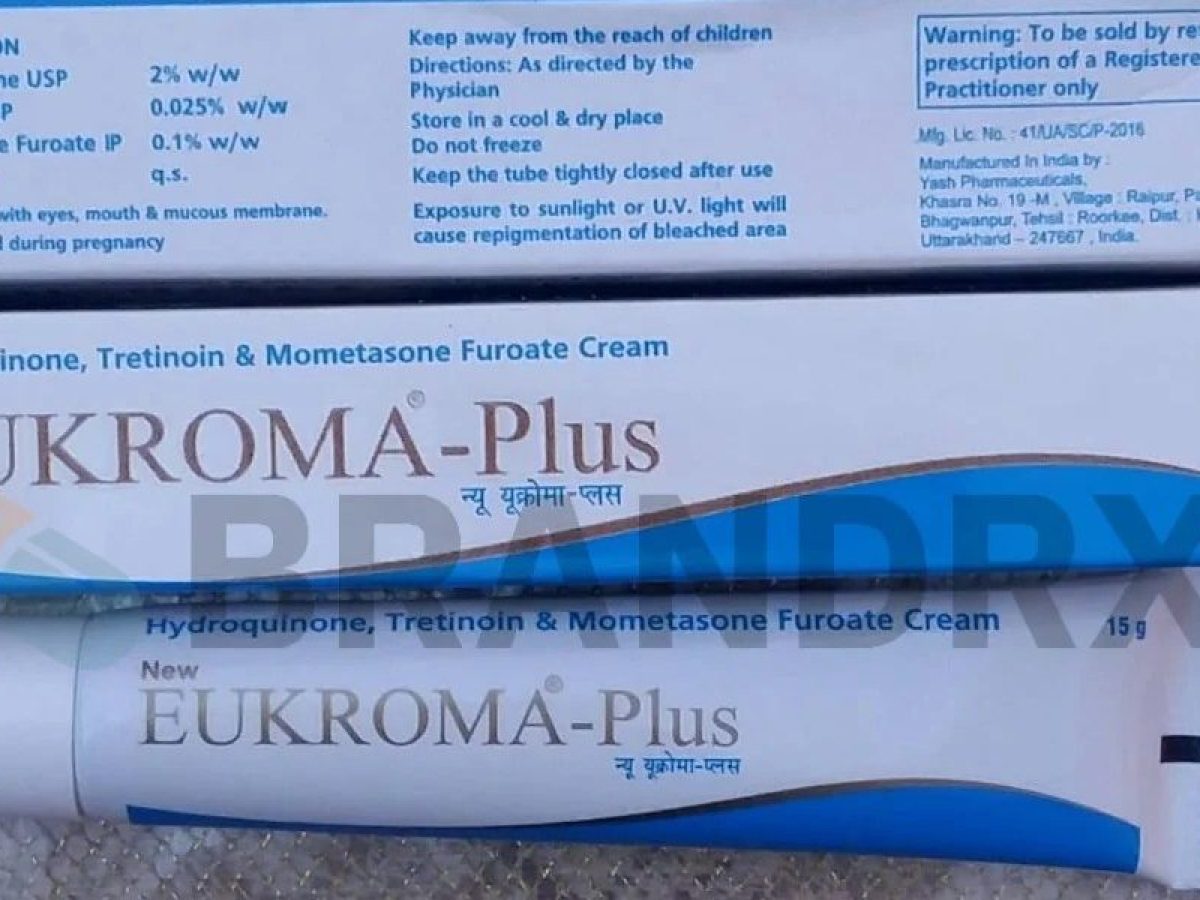 ON
ne USP 2% w/w
P 0.025% w/w
e Furoate IP 0.1% w/w
q.s.
with eyes, mouth & mucous membrane.
d during pregnancy
Keep away from the reach of children
Directions: As directed by the
Physician
Store in a cool & dry place
Do not freeze
Keep the tube tightly closed after use
Exposure to sunlight or U.V. light will
cause repigmentation of bleached area
Warning: To be sold by re
prescription of a Registere
Practitioner only
Mfg. Lic. No. : 41/UA/SC/P-2016
Manufactured In India by :
Yash Pharmaceuticals,
Khasra No. 19 -M , Village : Raipur, P
Bhagwanpur, Tehsil : Roorkee, Dist. :
Uttarakhand – 247667 , India.
inone, Tretinoin & Mometasone Furoate Cream
UKROMA®-Plus
न्यू यूक्रोमा-प्लस
BRANDRX
Hydroquinone, Tretinoin & Mometasone Furoate Cream
15 g
New
EUKROMA®-Plus
न्यू यूक्रोमा-प्लस